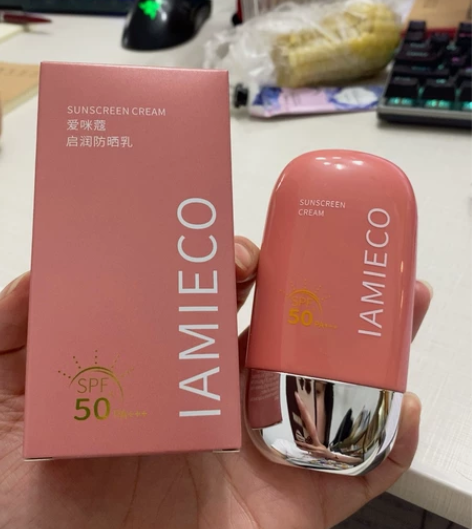 SUNSCREEN CREAM
爱咪蔻
启润防晒乳
IAMIECO
SPF
50
SUNSCREEN
CREAM
IAMIECO
SPF
50